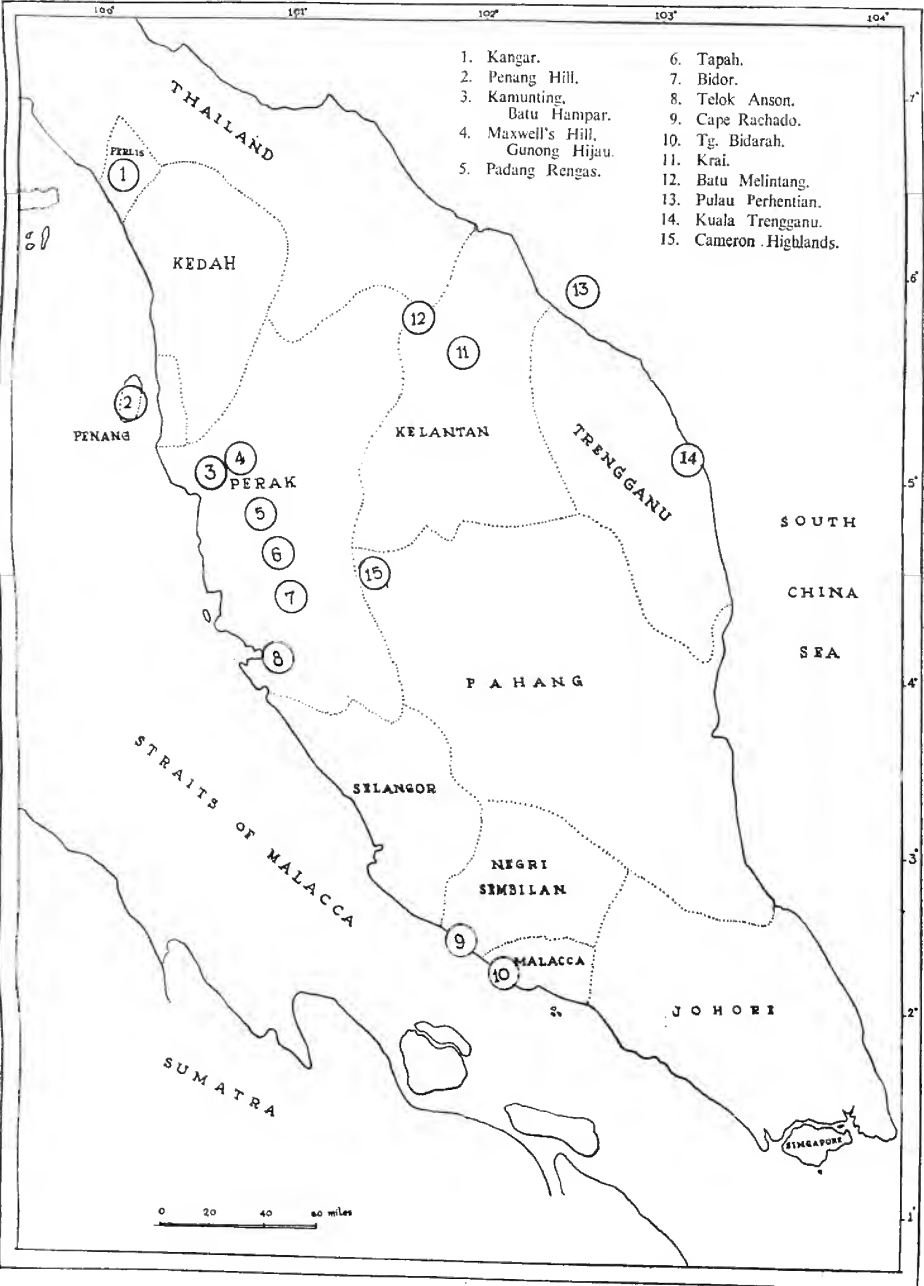 100° 101° 102° 103° 104°
1. Kangar.
2. Penang Hill.
3. Kamunting,
Batu Hampar.
4. Maxwell's Hill,
Gunong Hijau.
5. Padang Rengas.
6. Tapah.
7. Bidor.
8. Telok Anson.
9. Cape Rachado.
10. Tg. Bidarah.
11. Krai.
12. Batu Melintang.
13. Pulau Perhentian.
14. Kuala Trengganu.
15. Cameron Highlands.
THAILAND
7°
PERLIS
1
KEDAH
6°
13
12
11
2
PENANG
KELANTAN
TRENGGANU
14
3
4
PERAK
5°
5
SOUTH
CHINA
SEA
6
15
7
8
PAHANG
4°
STRAITS OF MALACCA
SELANGOR
3°
NEGRI
SEMBILAN
9
MALACCA
10
JOHORE
2°
SUMATRA
SINGAPORE
0 20 40 60 miles
1°